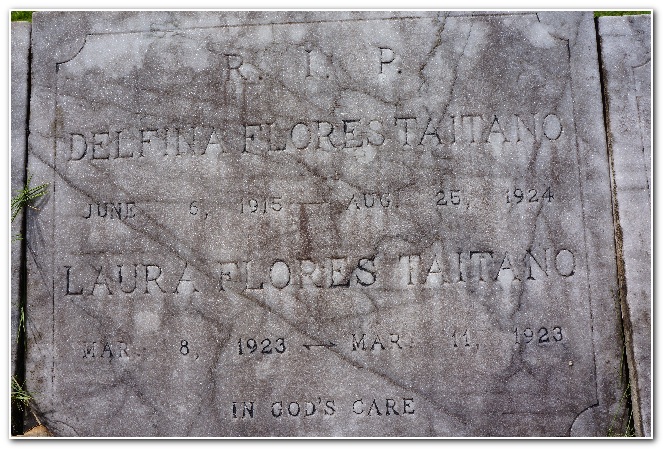 R. I. P.
DELFINA FLORES TAITANO
JUNE 6, 1915 — AUG. 25, 1924
LAURA FLORES TAITANO
MAR. 8, 1923 — MAR. 11, 1923
IN GOD'S CARE